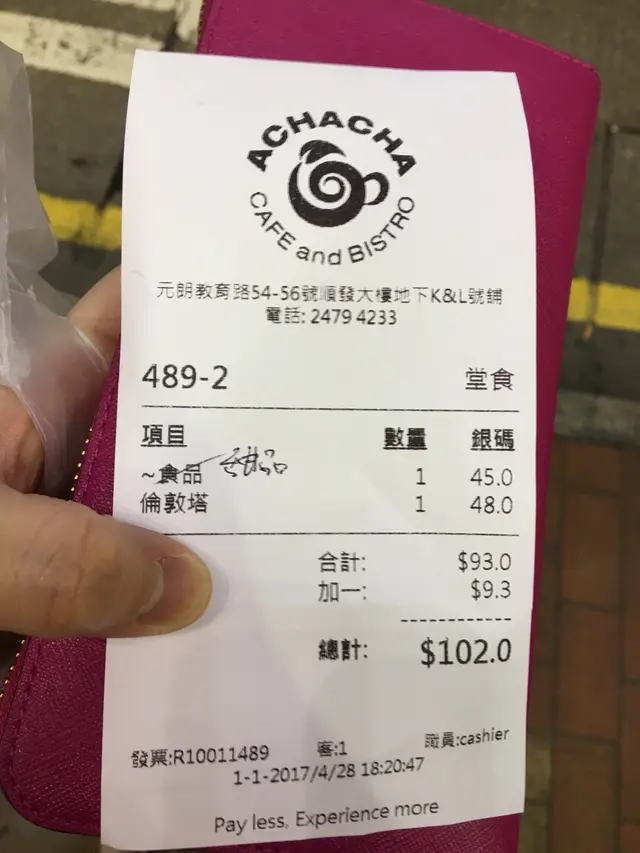 ACHACHA
CAFE and BISTRO
元朗教育路54-56號順發大樓地下K&L號舖
電話: 2479 4233
489-2 堂食
項目 數量 銀碼
~食品 甜品 1 45.0
倫敦塔 1 48.0
合計: $93.0
加一: $9.3
------------
總計: $102.0
發票:R10011489 客:1 職員:cashier
1-1-2017/4/28 18:20:47
Pay less, Experience more